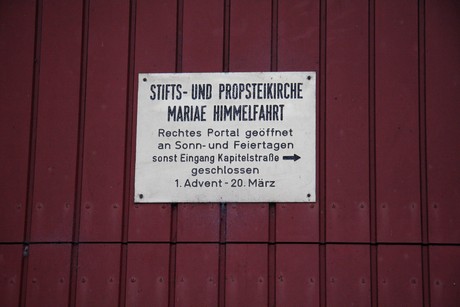 STIFTS- UND PROPSTEIKIRCHE
MARIAE HIMMELFAHRT
Rechtes Portal geöffnet
an Sonn- und Feiertagen
sonst Eingang Kapitelstraße →
geschlossen
1. Advent - 20. März